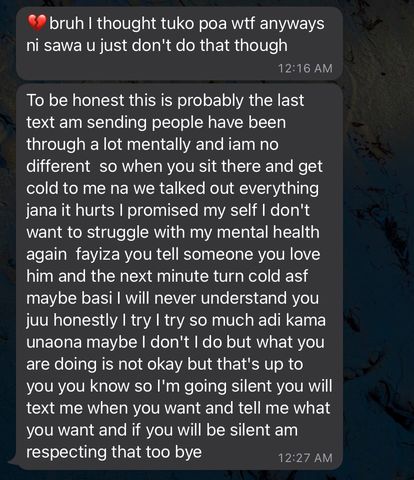 💔bruh I thought tuko poa wtf anyways
ni sawa u just don't do that though
12:16 AM
To be honest this is probably the last
text am sending people have been
through a lot mentally and iam no
different  so when you sit there and get
cold to me na we talked out everything
jana it hurts I promised my self I don't
want to struggle with my mental health
again  fayiza you tell someone you love
him and the next minute turn cold asf
maybe basi I will never understand you
juu honestly I try I try so much adi kama
unaona maybe I don't I do but what you
are doing is not okay but that's up to
you you know so I'm going silent you will
text me when you want and tell me what
you want and if you will be silent am
respecting that too bye
12:27 AM